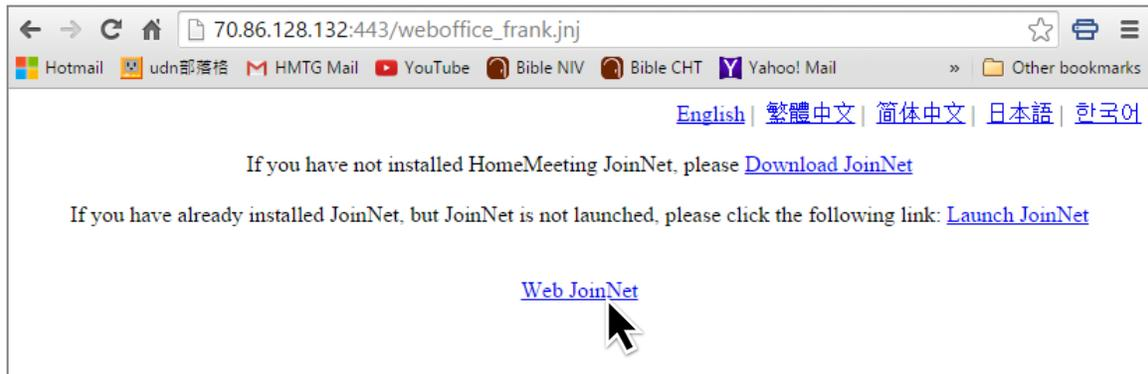 70.86.128.132:443/weboffice_frank.jnj
Hotmail udn部落格 HMTG Mail YouTube Bible NIV Bible CHT Yahoo! Mail » Other bookmarks
English | 繁體中文 | 简体中文 | 日本語 | 한국어
If you have not installed HomeMeeting JoinNet, please Download JoinNet
If you have already installed JoinNet, but JoinNet is not launched, please click the following link: Launch JoinNet
Web JoinNet